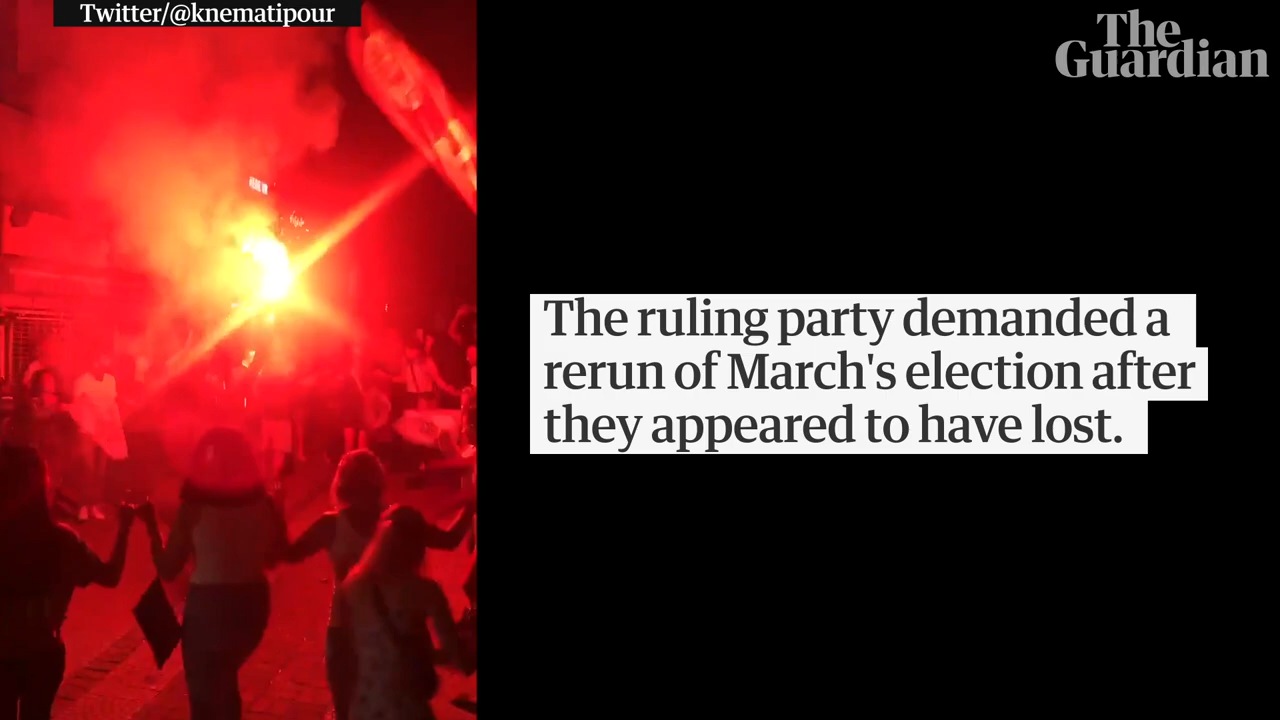 Twitter/@knematipour
The
Guardian
The ruling party demanded a
rerun of March's election after
they appeared to have lost.